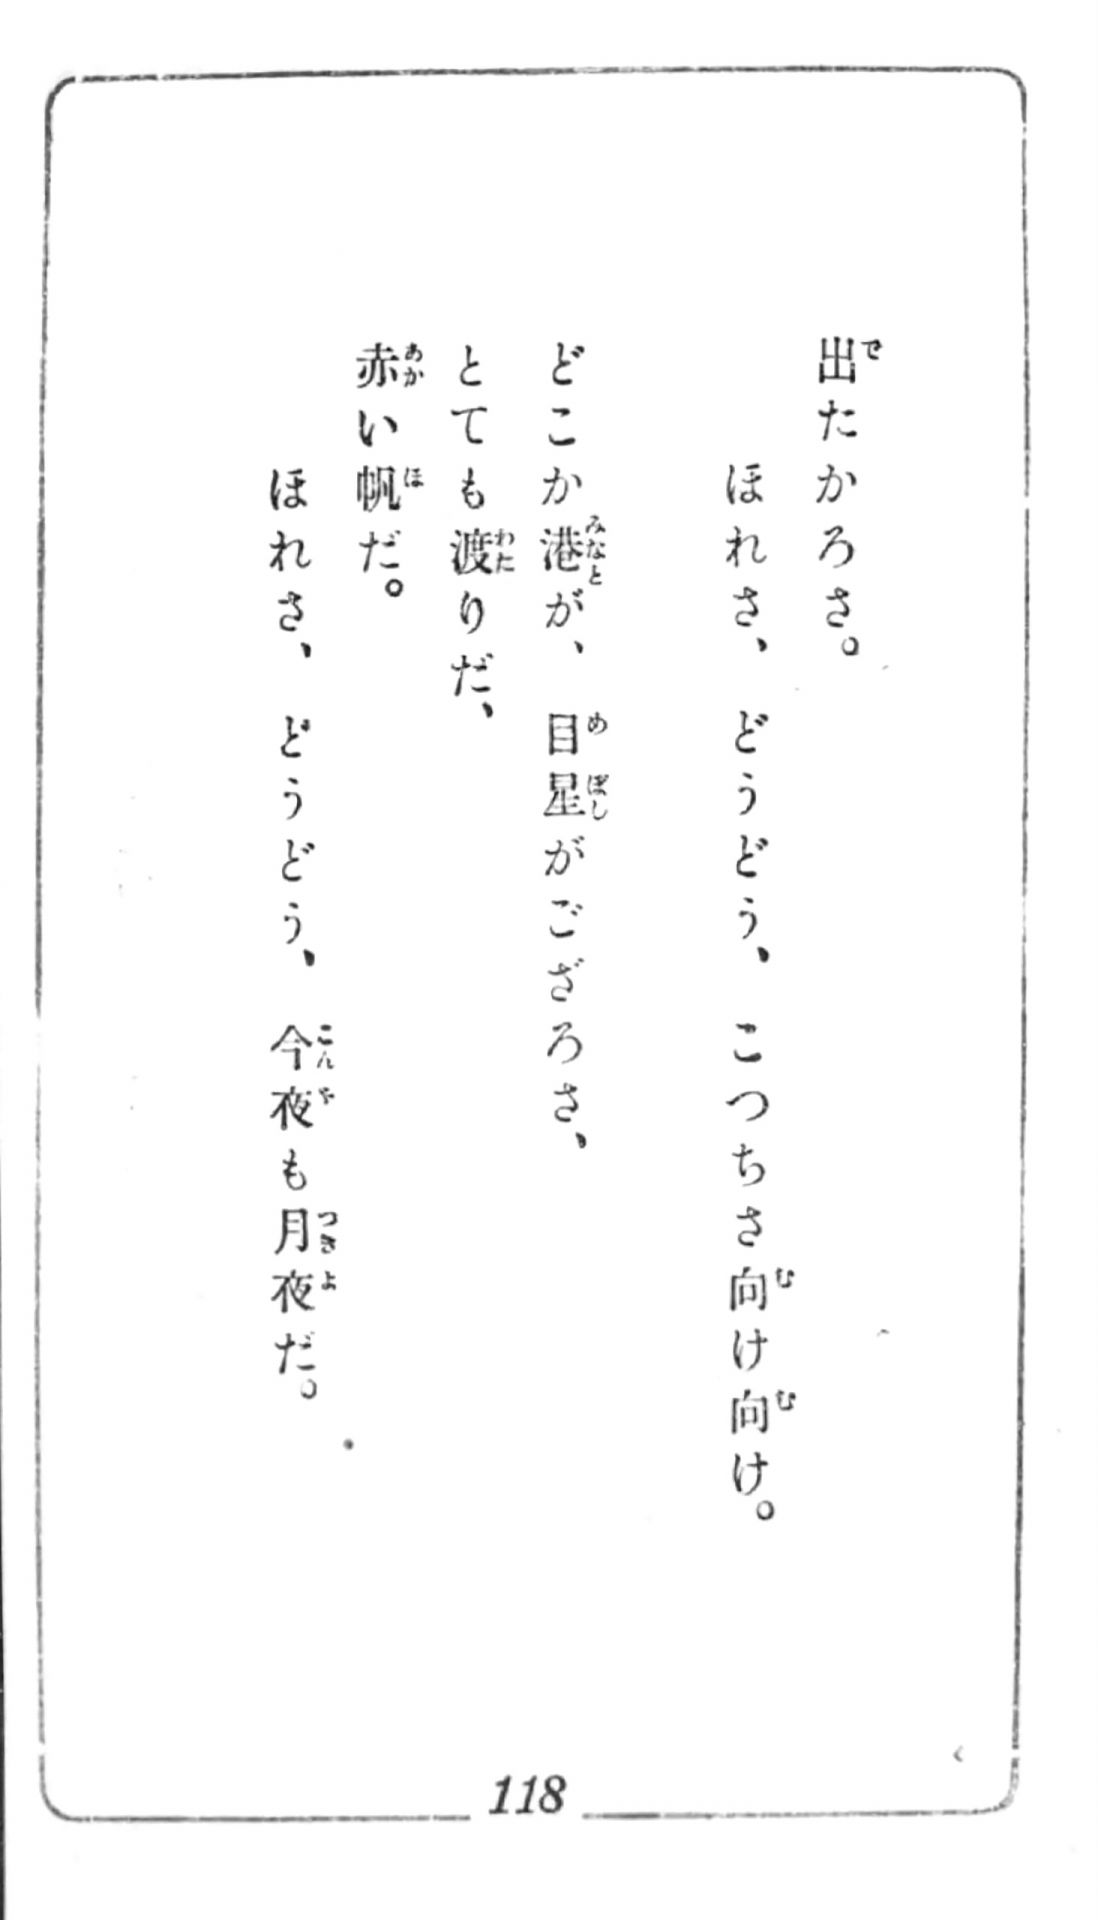 出たかろさ。
ほれさ、どうどう、こつちさ向け向け。
どこか港が、目星がござろさ、
とても渡りだ、
赤い帆だ。
ほれさ、どうどう、今夜も月夜だ。
118